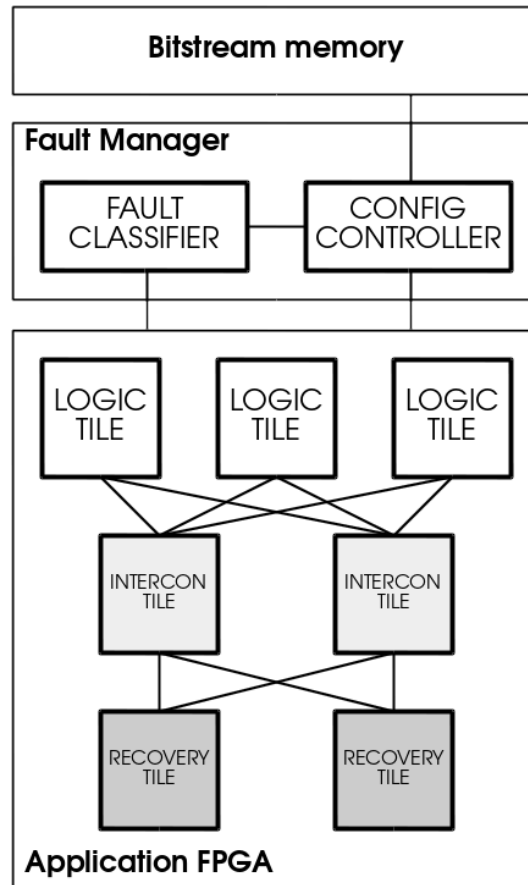 Bitstream memory
Fault Manager
FAULT
CLASSIFIER
CONFIG
CONTROLLER
LOGIC
TILE
LOGIC
TILE
LOGIC
TILE
INTERCON
TILE
INTERCON
TILE
RECOVERY
TILE
RECOVERY
TILE
Application FPGA